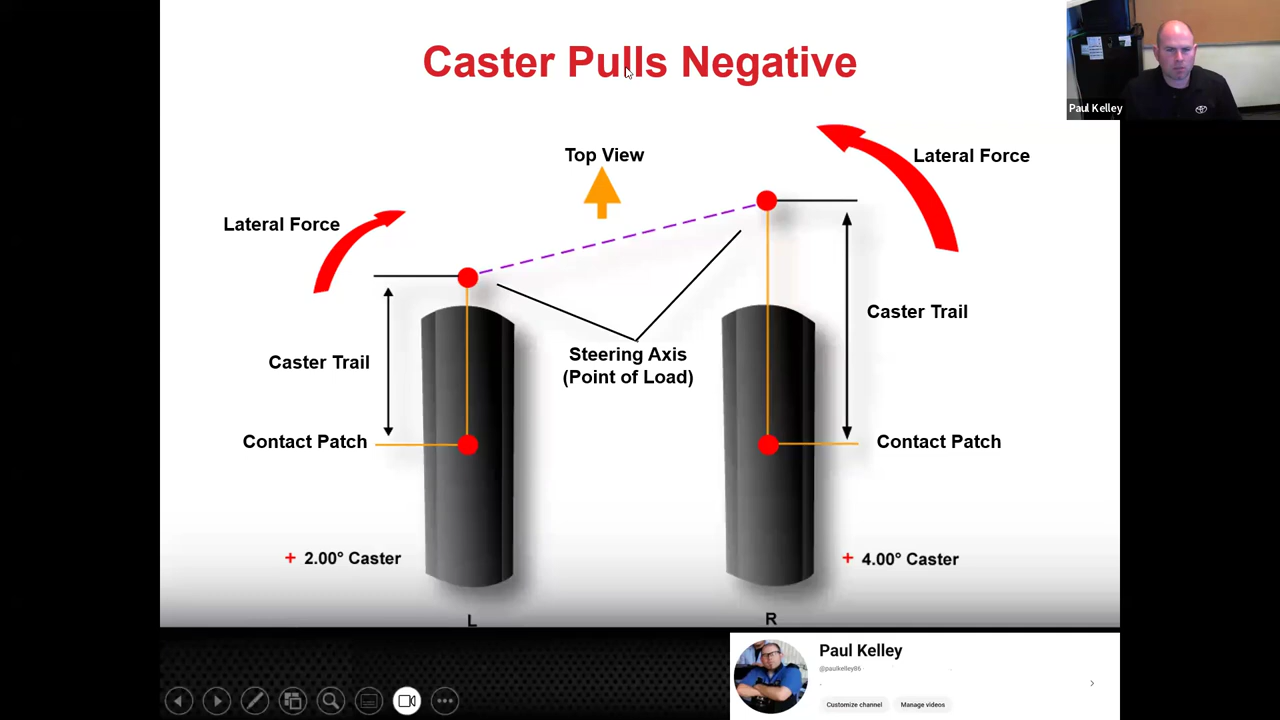 Caster Pulls Negative
Paul Kelley
Top View
Lateral Force
Lateral Force
Caster Trail
Steering Axis
(Point of Load)
Caster Trail
Contact Patch
Contact Patch
+ 2.00° Caster
+ 4.00° Caster
L
R
Paul Kelley
@paulkelley86
Customize channel
Manage videos